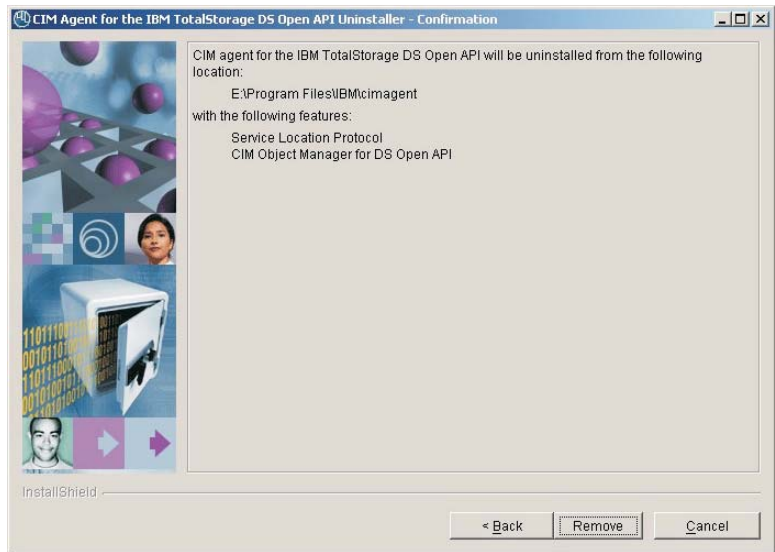 CIM Agent for the IBM TotalStorage DS Open API Uninstaller - Confirmation
CIM agent for the IBM TotalStorage DS Open API will be uninstalled from the following
location:
E:\Program Files\IBM\cimagent
with the following features:
Service Location Protocol
CIM Object Manager for DS Open API
InstallShield
< Back
Remove
Cancel